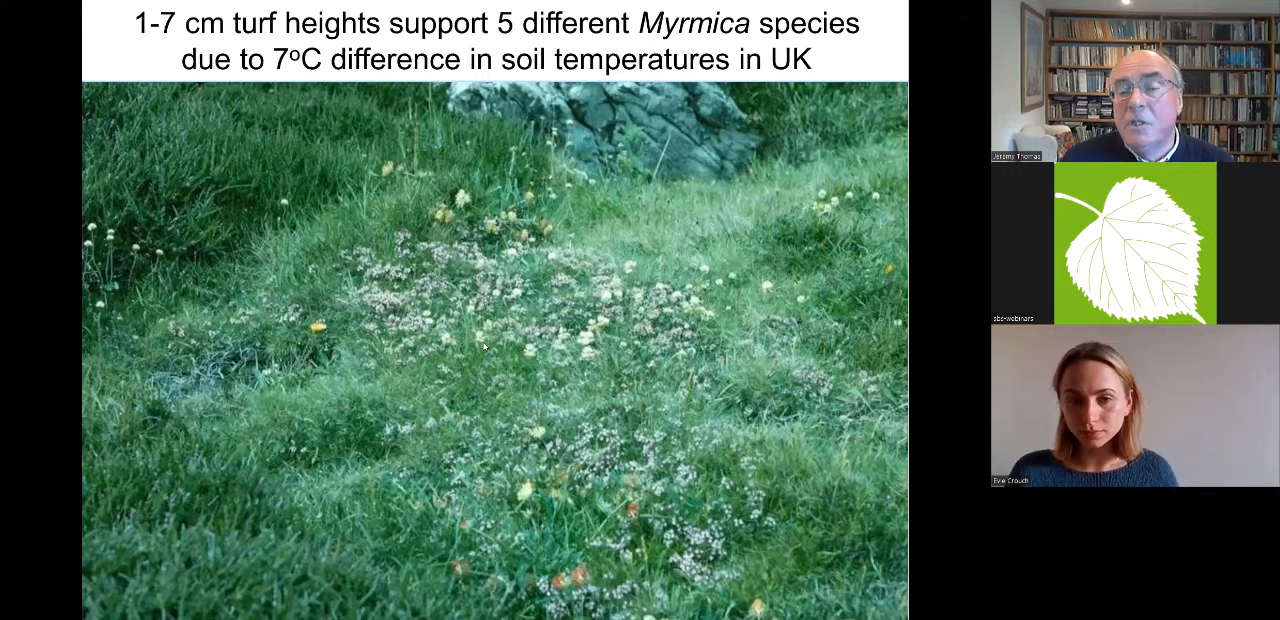 1-7 cm turf heights support 5 different Myrmica species
due to 7ºC difference in soil temperatures in UK
Jeremy Thomas
sbs-webinars
Evie Crouch